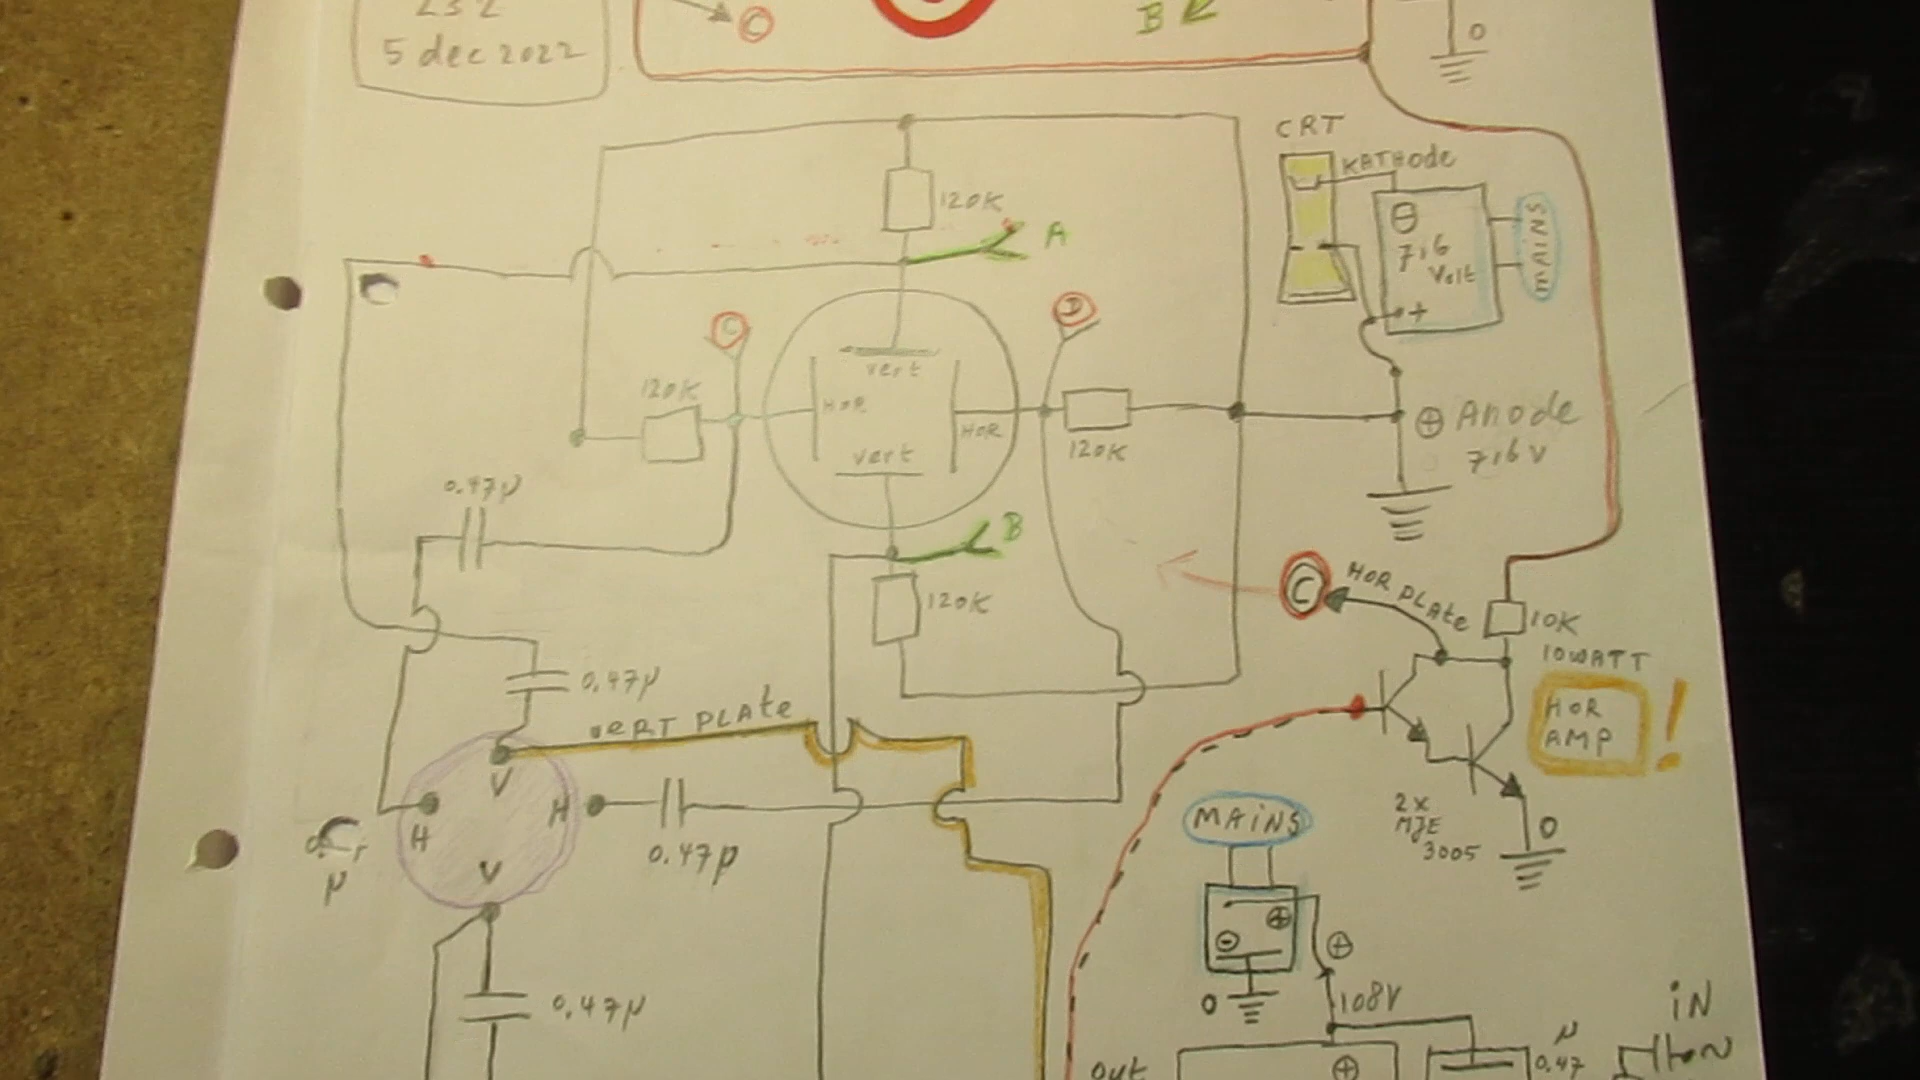 5 dec 2022
C
B
0
CRT
KATHode
120K
A
716
Volt
+
MAINS
C
D
vert
120K
HOR
HOR
vert
120K
Anode
716 V
0.47µ
B
120K
C
HOR PLAte
10K
10WATT
HOR
AMP
!
0.47µ
veRT PLAte
V
H
H
V
0.47µ
µ
MAiNS
2x
MJE
3005
0
0
108V
0.47µ
iN
out
µ
0.47